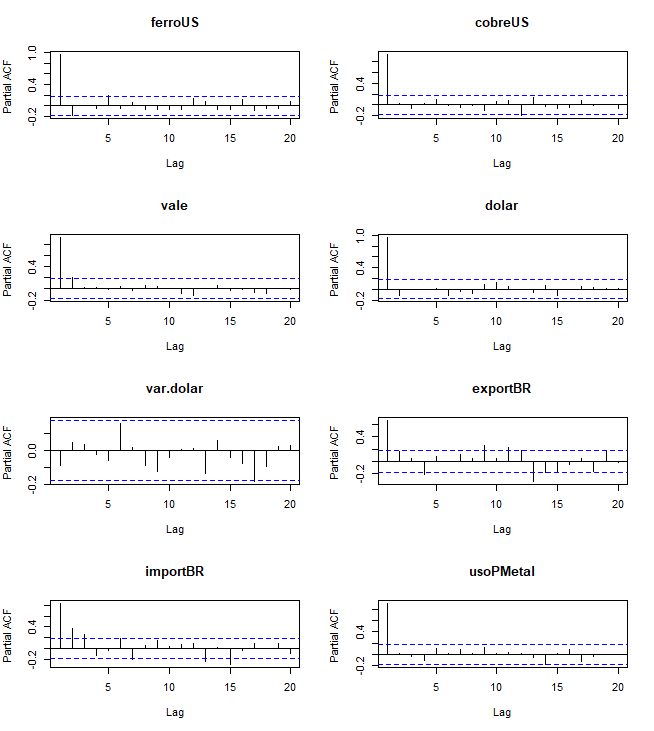 ferroUS
cobreUS
Partial ACF
-0.2 0.4 1.0
Partial ACF
-0.2 0.4
5 10 15 20
5 10 15 20
Lag
Lag
vale
dolar
Partial ACF
-0.2 0.4
Partial ACF
-0.2 0.4 1.0
5 10 15 20
5 10 15 20
Lag
Lag
var.dolar
exportBR
Partial ACF
-0.2 0.0
Partial ACF
-0.2 0.4
5 10 15 20
5 10 15 20
Lag
Lag
importBR
usoPMetal
Partial ACF
-0.2 0.4
Partial ACF
-0.2 0.4
5 10 15 20
5 10 15 20
Lag
Lag